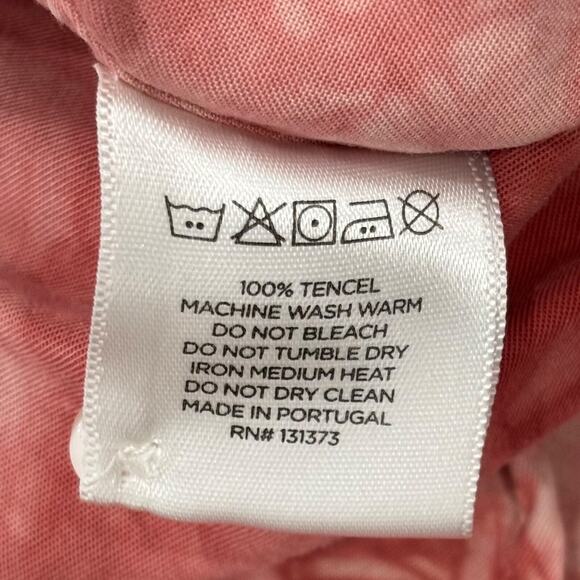 100% TENCEL
MACHINE WASH WARM
DO NOT BLEACH
DO NOT TUMBLE DRY
IRON MEDIUM HEAT
DO NOT DRY CLEAN
MADE IN PORTUGAL
RN# 131373